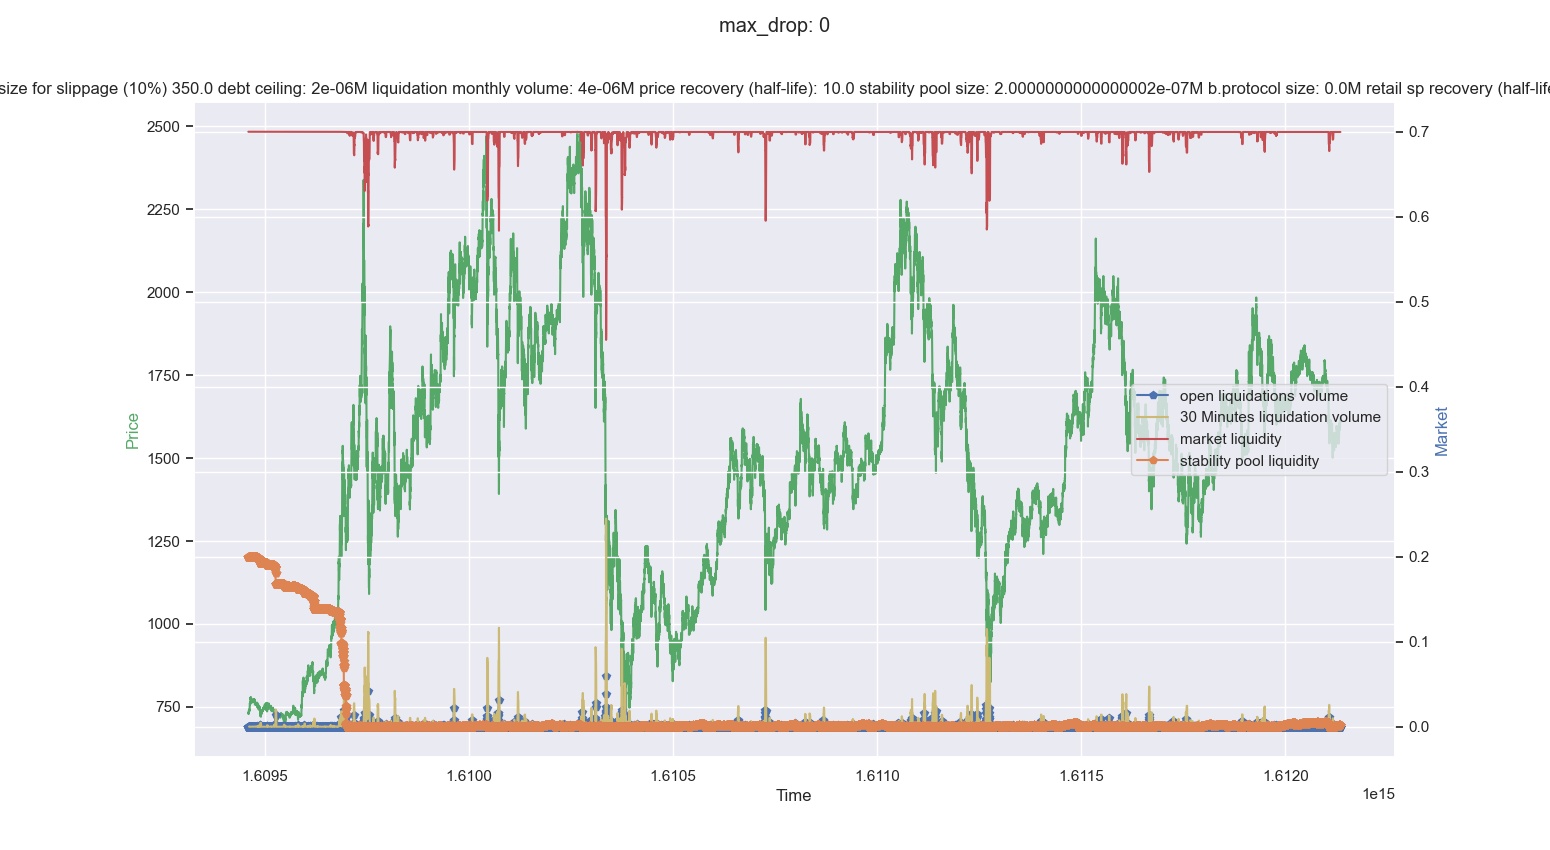 max_drop: 0
size for slippage (10%) 350.0 debt ceiling: 2e-06M liquidation monthly volume: 4e-06M price recovery (half-life): 10.0 stability pool size: 2.0000000000000002e-07M b.protocol size: 0.0M retail sp recovery (half-life
2500
2250
2000
1750
1500
1250
1000
750
Price
0.7
0.6
0.5
0.4
0.3
0.2
0.1
0.0
Market
open liquidations volume
30 Minutes liquidation volume
market liquidity
stability pool liquidity
1.6095
1.6100
1.6105
1.6110
1.6115
1.6120
Time
1e15